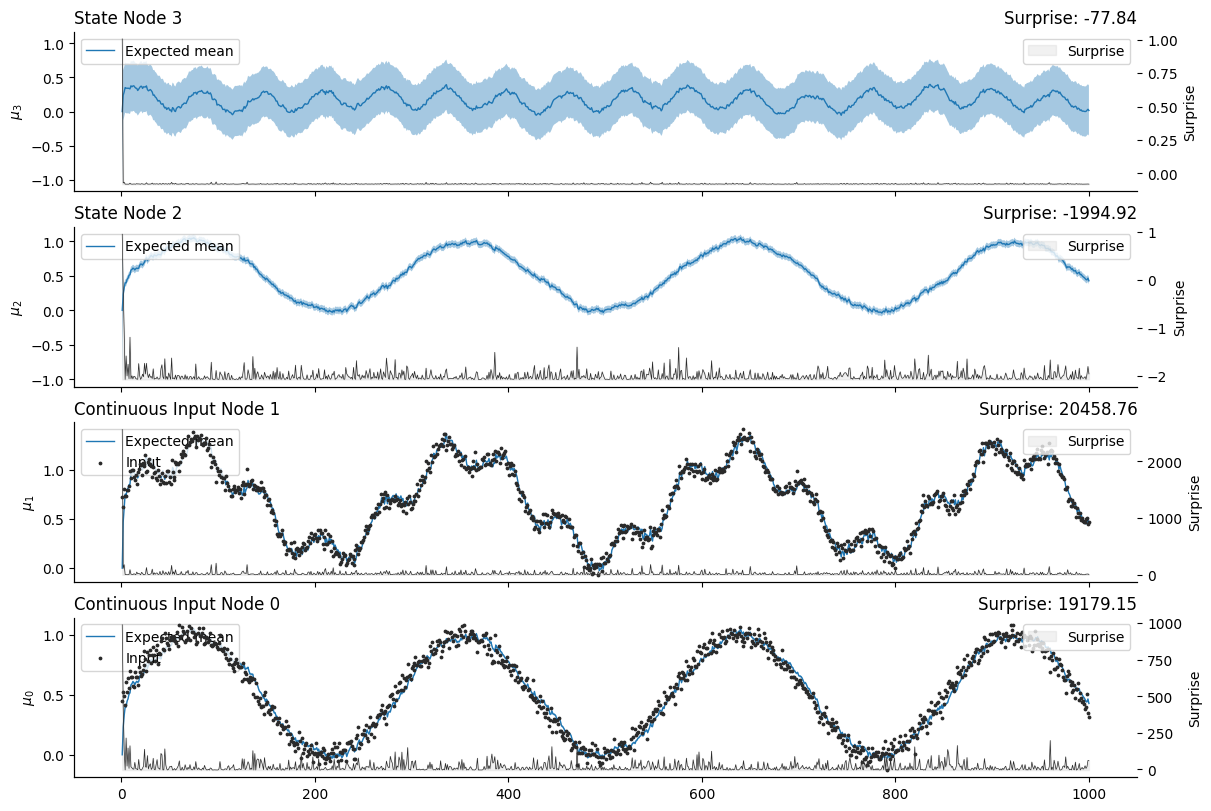 State Node 3
Surprise: -77.84
Expected mean
Surprise
1.0
0.5
0.0
−0.5
−1.0
μ3
1.00
0.75
0.50
0.25
0.00
Surprise
State Node 2
Surprise: -1994.92
Expected mean
Surprise
1.0
0.5
0.0
−0.5
−1.0
μ2
1
0
−1
−2
Surprise
Continuous Input Node 1
Surprise: 20458.76
Expected mean
Input
Surprise
1.0
0.5
0.0
μ1
2000
1000
0
Surprise
Continuous Input Node 0
Surprise: 19179.15
Expected mean
Input
Surprise
1.0
0.5
0.0
μ0
1000
750
500
250
0
Surprise
0 200 400 600 800 1000